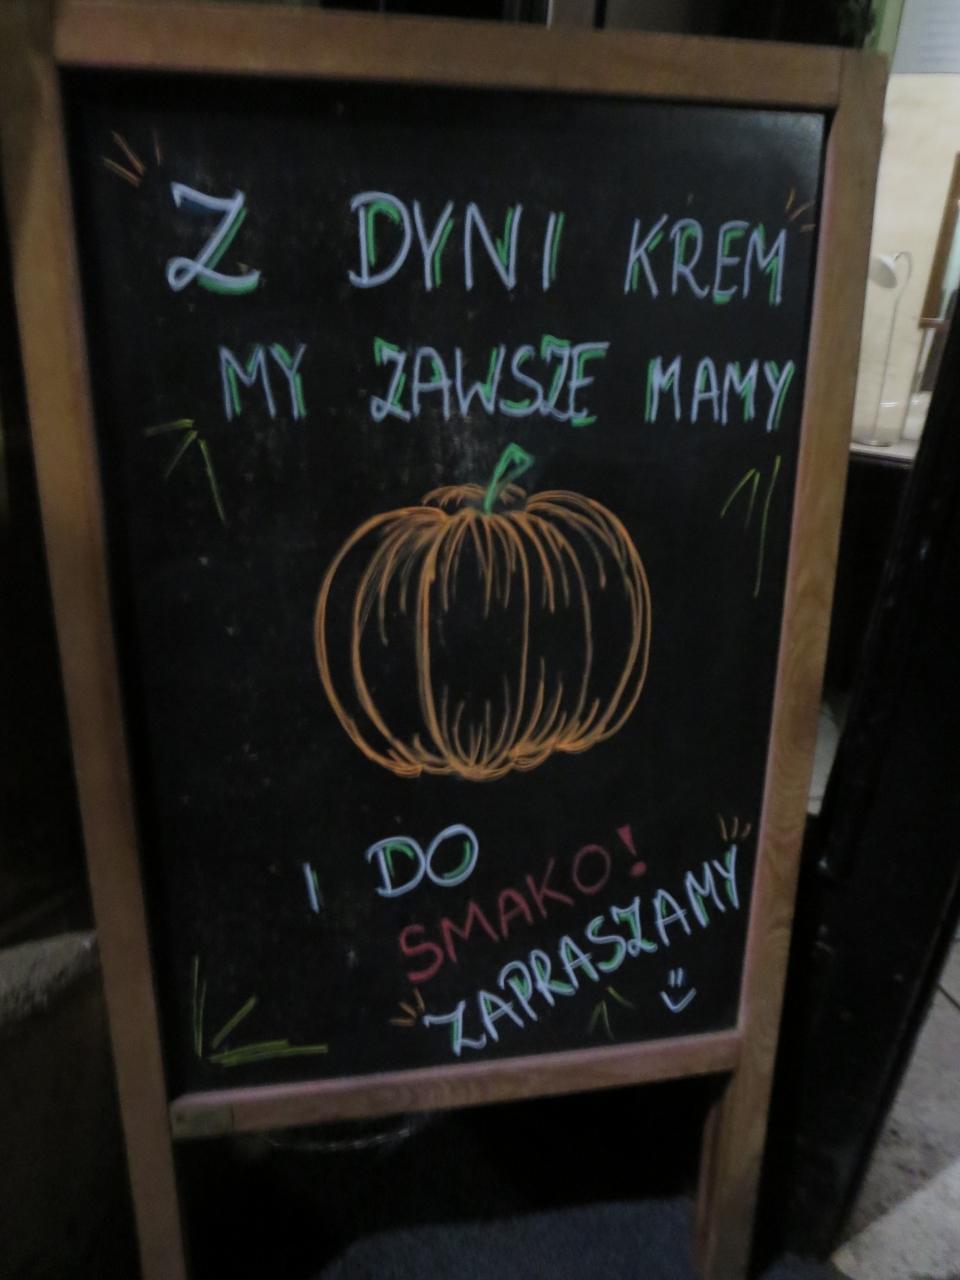 Z DYNI KREM
MY ZAWSZE MAMY
I DO
SMAKO!
ZAPRASZAMY